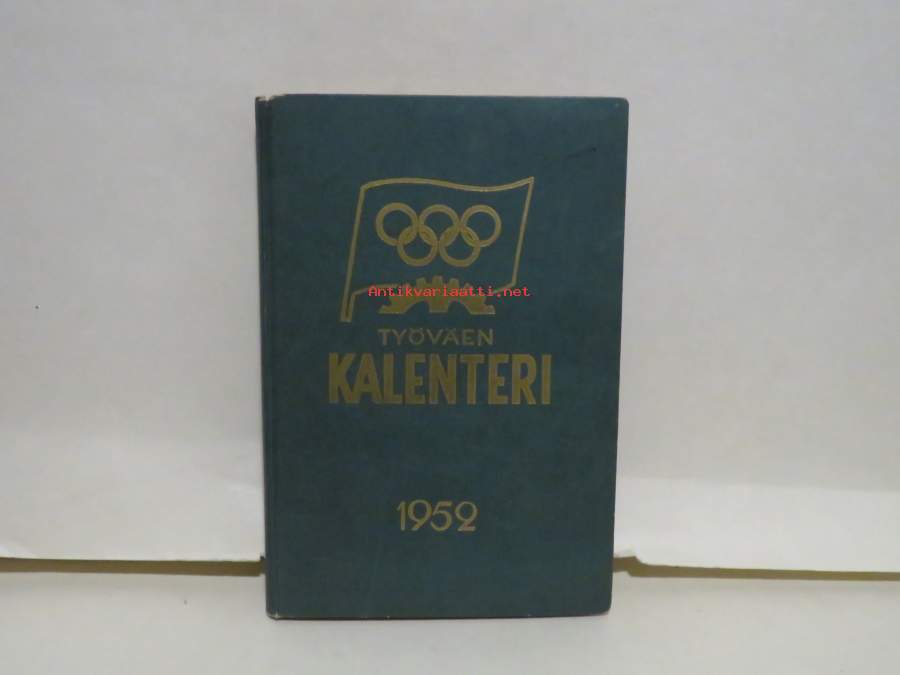 Antikvariaatti.net
TYÖVÄEN
KALENTERI
1952